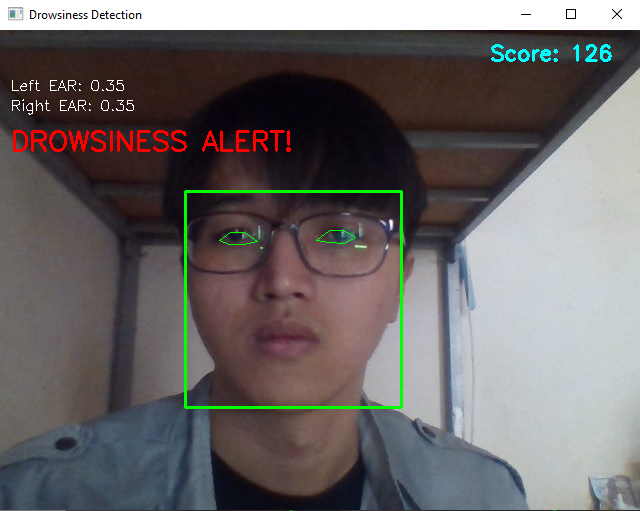 Drowsiness Detection
Score: 126
Left EAR: 0.35
Right EAR: 0.35
DROWSINESS ALERT!